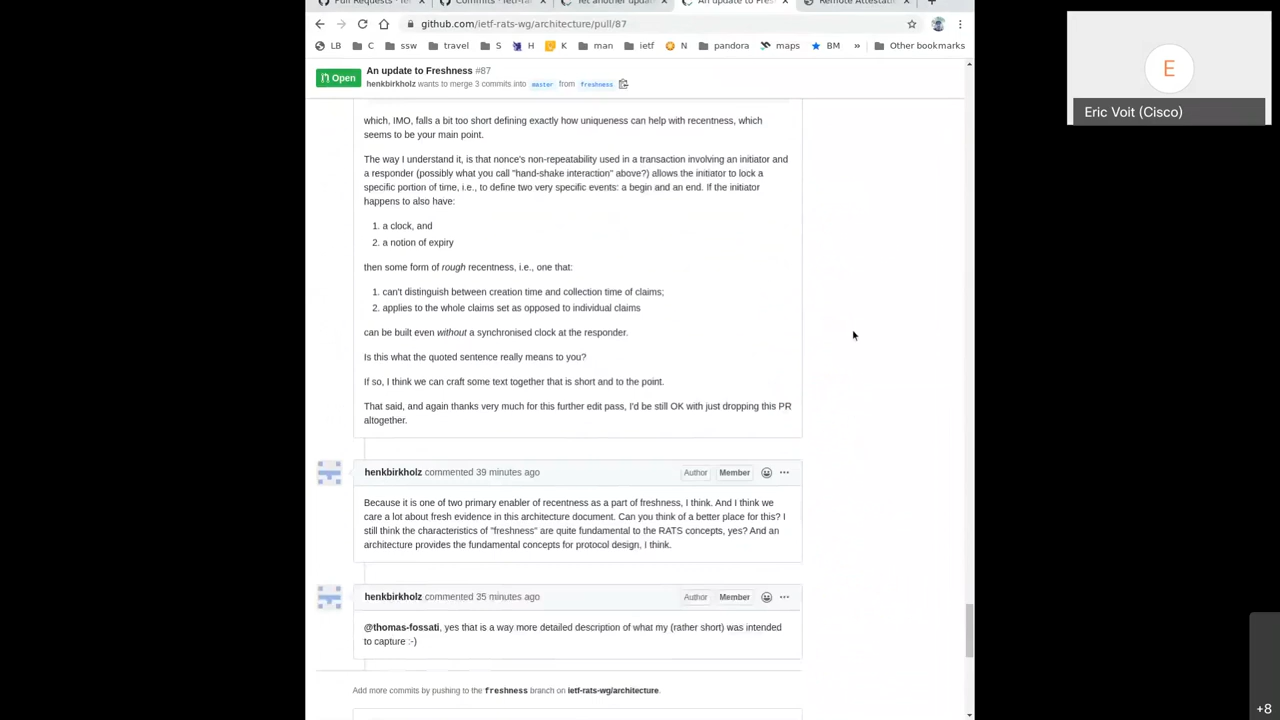 Pull Requests · ietf-
Commits · ietf-ra
Yet another update
An update to Fres
Remote Attestati
github.com/ietf-rats-wg/architecture/pull/87
LB C ssw travel S H K man ietf N pandora maps BM » Other bookmarks
Open An update to Freshness #87
henkbirkholz wants to merge 3 commits into master from freshness
which, IMO, falls a bit too short defining exactly how uniqueness can help with recentness, which
seems to be your main point.
The way I understand it, is that nonce's non-repeatability used in a transaction involving an initiator and
a responder (possibly what you call "hand-shake interaction" above?) allows the initiator to lock a
specific portion of time, i.e., to define two very specific events: a begin and an end. If the initiator
happens to also have:
1. a clock, and
2. a notion of expiry
then some form of rough recentness, i.e., one that:
1. can't distinguish between creation time and collection time of claims;
2. applies to the whole claims set as opposed to individual claims
can be built even without a synchronised clock at the responder.
Is this what the quoted sentence really means to you?
If so, I think we can craft some text together that is short and to the point.
That said, and again thanks very much for this further edit pass, I'd be still OK with just dropping this PR
altogether.
henkbirkholz commented 39 minutes ago Author Member
Because it is one of two primary enabler of recentness as a part of freshness, I think. And I think we
care a lot about fresh evidence in this architecture document. Can you think of a better place for this? I
still think the characteristics of "freshness" are quite fundamental to the RATS concepts, yes? And an
architecture provides the fundamental concepts for protocol design, I think.
henkbirkholz commented 35 minutes ago Author Member
@thomas-fossati, yes that is a way more detailed description of what my (rather short) was intended
to capture :-)
Add more commits by pushing to the freshness branch on ietf-rats-wg/architecture.
E
Eric Voit (Cisco)
+8